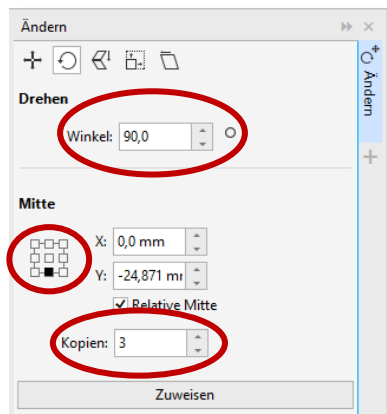 Ändern
Ändern
Drehen
Winkel: 90,0 °
Mitte
X: 0,0 mm
Y: -24,871 mr
Relative Mitte
Kopien: 3
Zuweisen